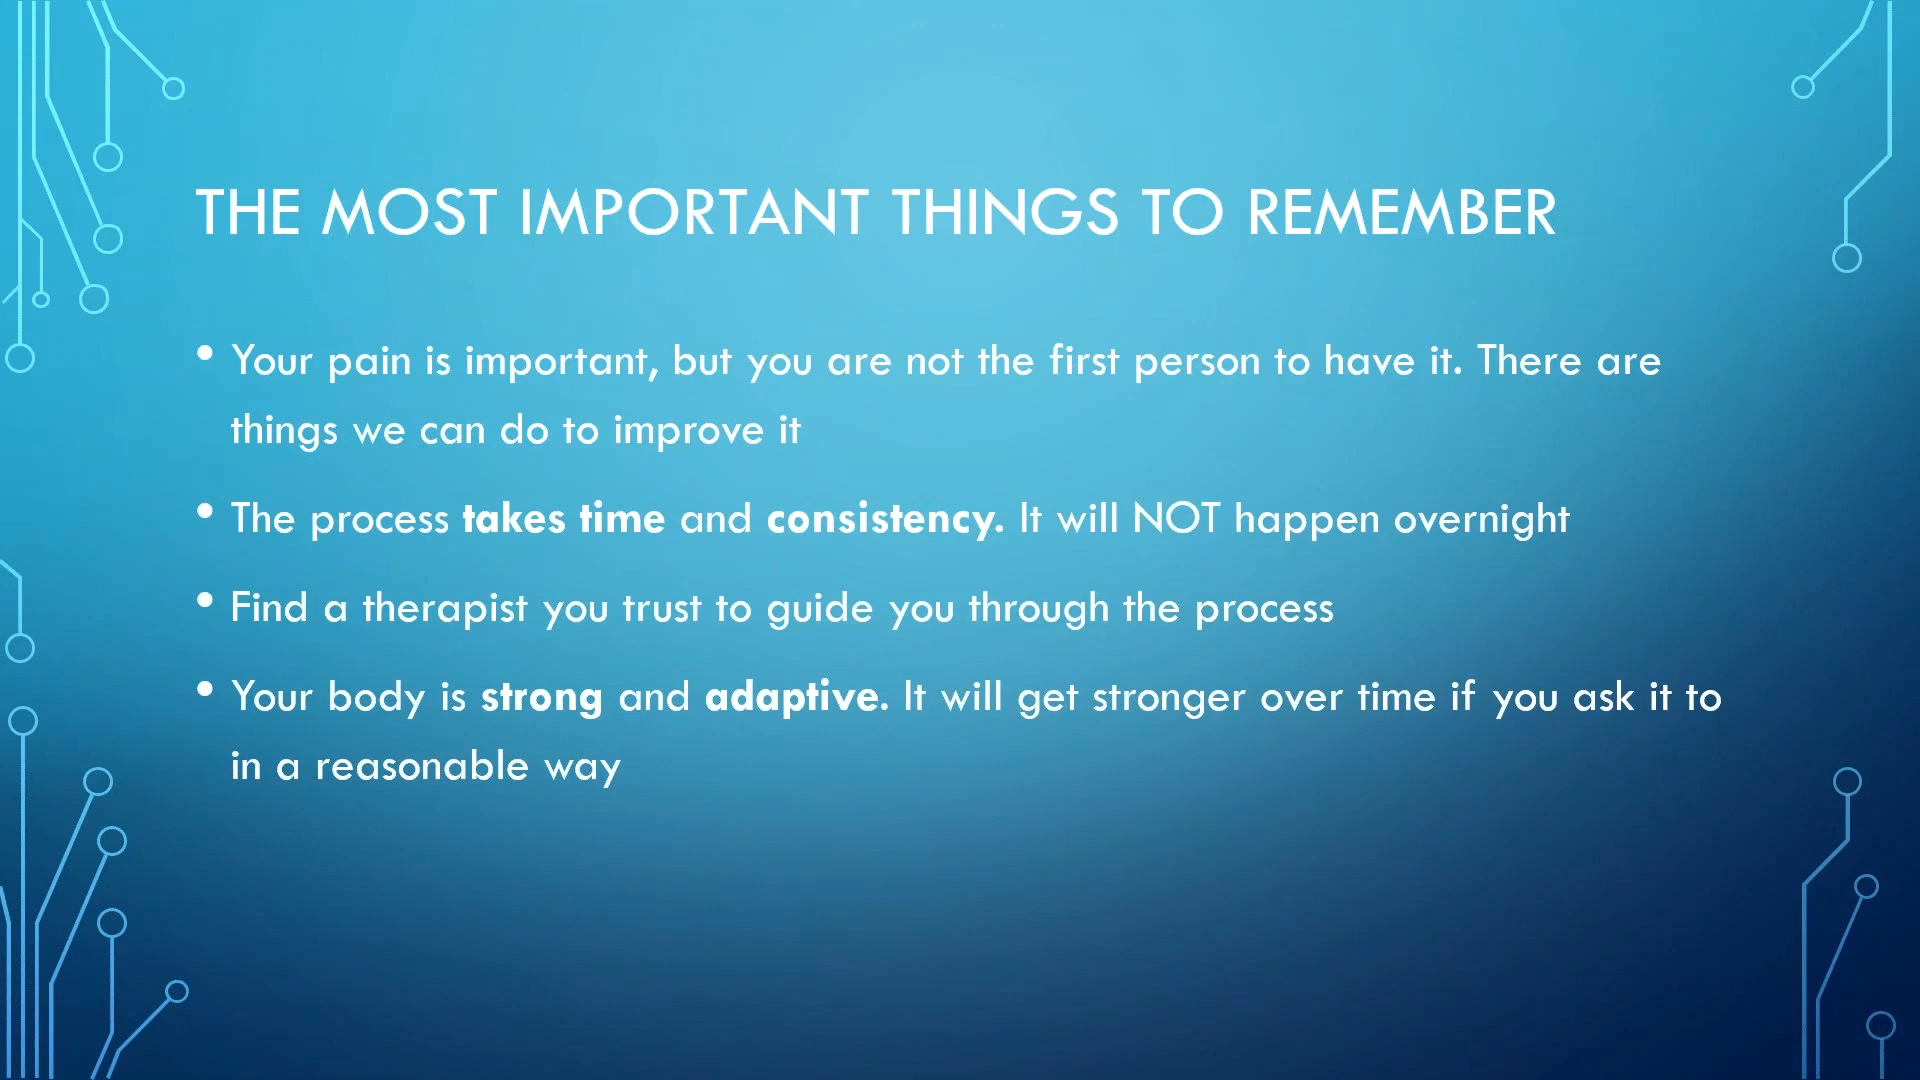 THE MOST IMPORTANT THINGS TO REMEMBER
• Your pain is important, but you are not the first person to have it. There are
things we can do to improve it
• The process takes time and consistency. It will NOT happen overnight
• Find a therapist you trust to guide you through the process
• Your body is strong and adaptive. It will get stronger over time if you ask it to
in a reasonable way